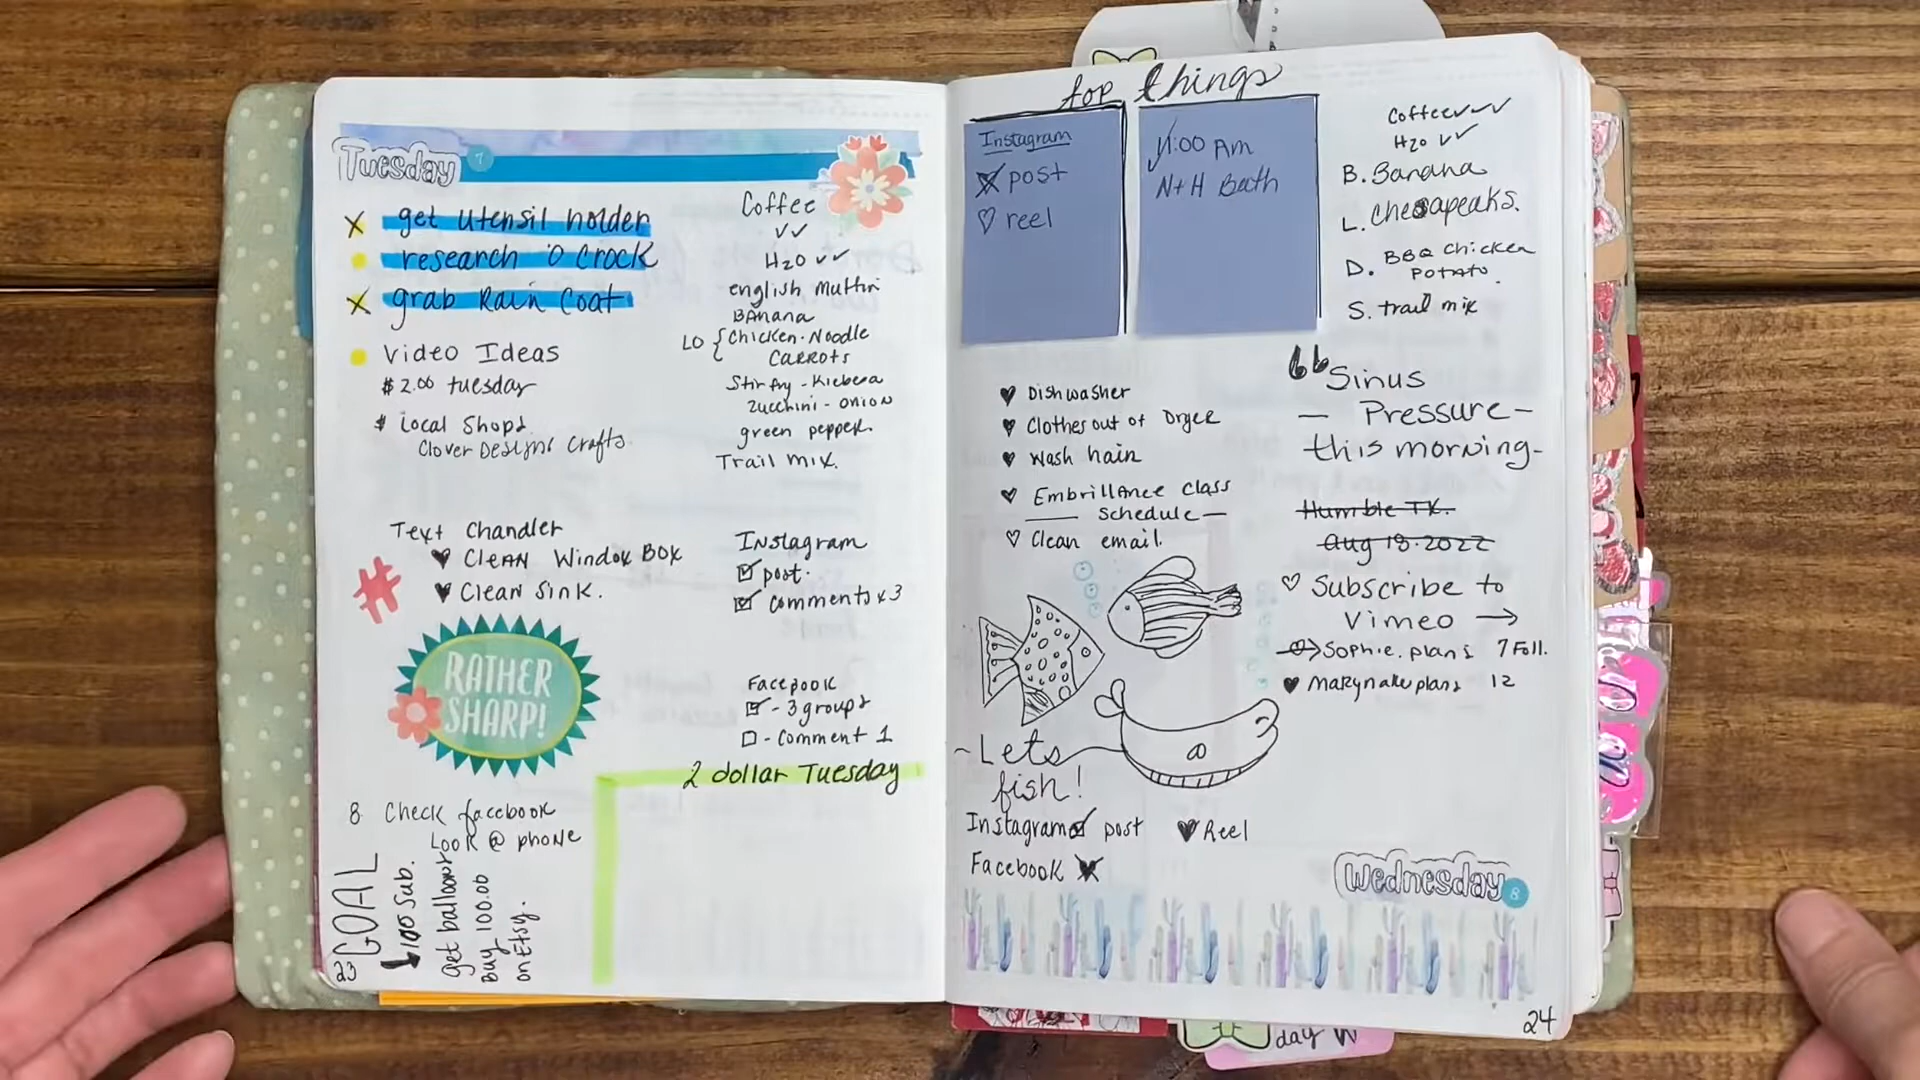 Tuesday 7
get utensil holder
research O Crock
grab Rain Coat
Video Ideas
$2.00 tuesday
Local Shops
Clover Designs Crafts
Coffee
H2O
english Muffin
BANana
LO Chicken-Noodle
CARROts
Stir fry -
Zucchini - onion
green pepper
Trail mix.
Text Chandler
CLEAN Window Box
CLEAN Sink.
#
RATHER
SHARP!
Instagram
post.
comments x3
Facebook
- 3 groups
- Comment 1
2 dollar Tuesday
8 Check facebook
Look @ phone
GOAL
100 Sub.
get balloons
Buy 100.00
on Etsy.
23
top things
Instagram
post
reel
11:00 Am
N+H Bath
Coffee
H2O
B. Banana
L. Chesapeaks.
D. BBQ Chicken
Potato
S. trail mix
Dishwasher
Clothes out of Dryer
Wash hair
Embrillance Class
— Schedule —
Clean email.
“Sinus
— Pressure —
this morning-
Humble TX.
Aug 18.2022
Subscribe to
Vimeo →
Sophie.plans 7 Foll.
Marynateplans 12
~Lets
fish!
Instagram post Reel
Facebook
Wednesday 8
24
day